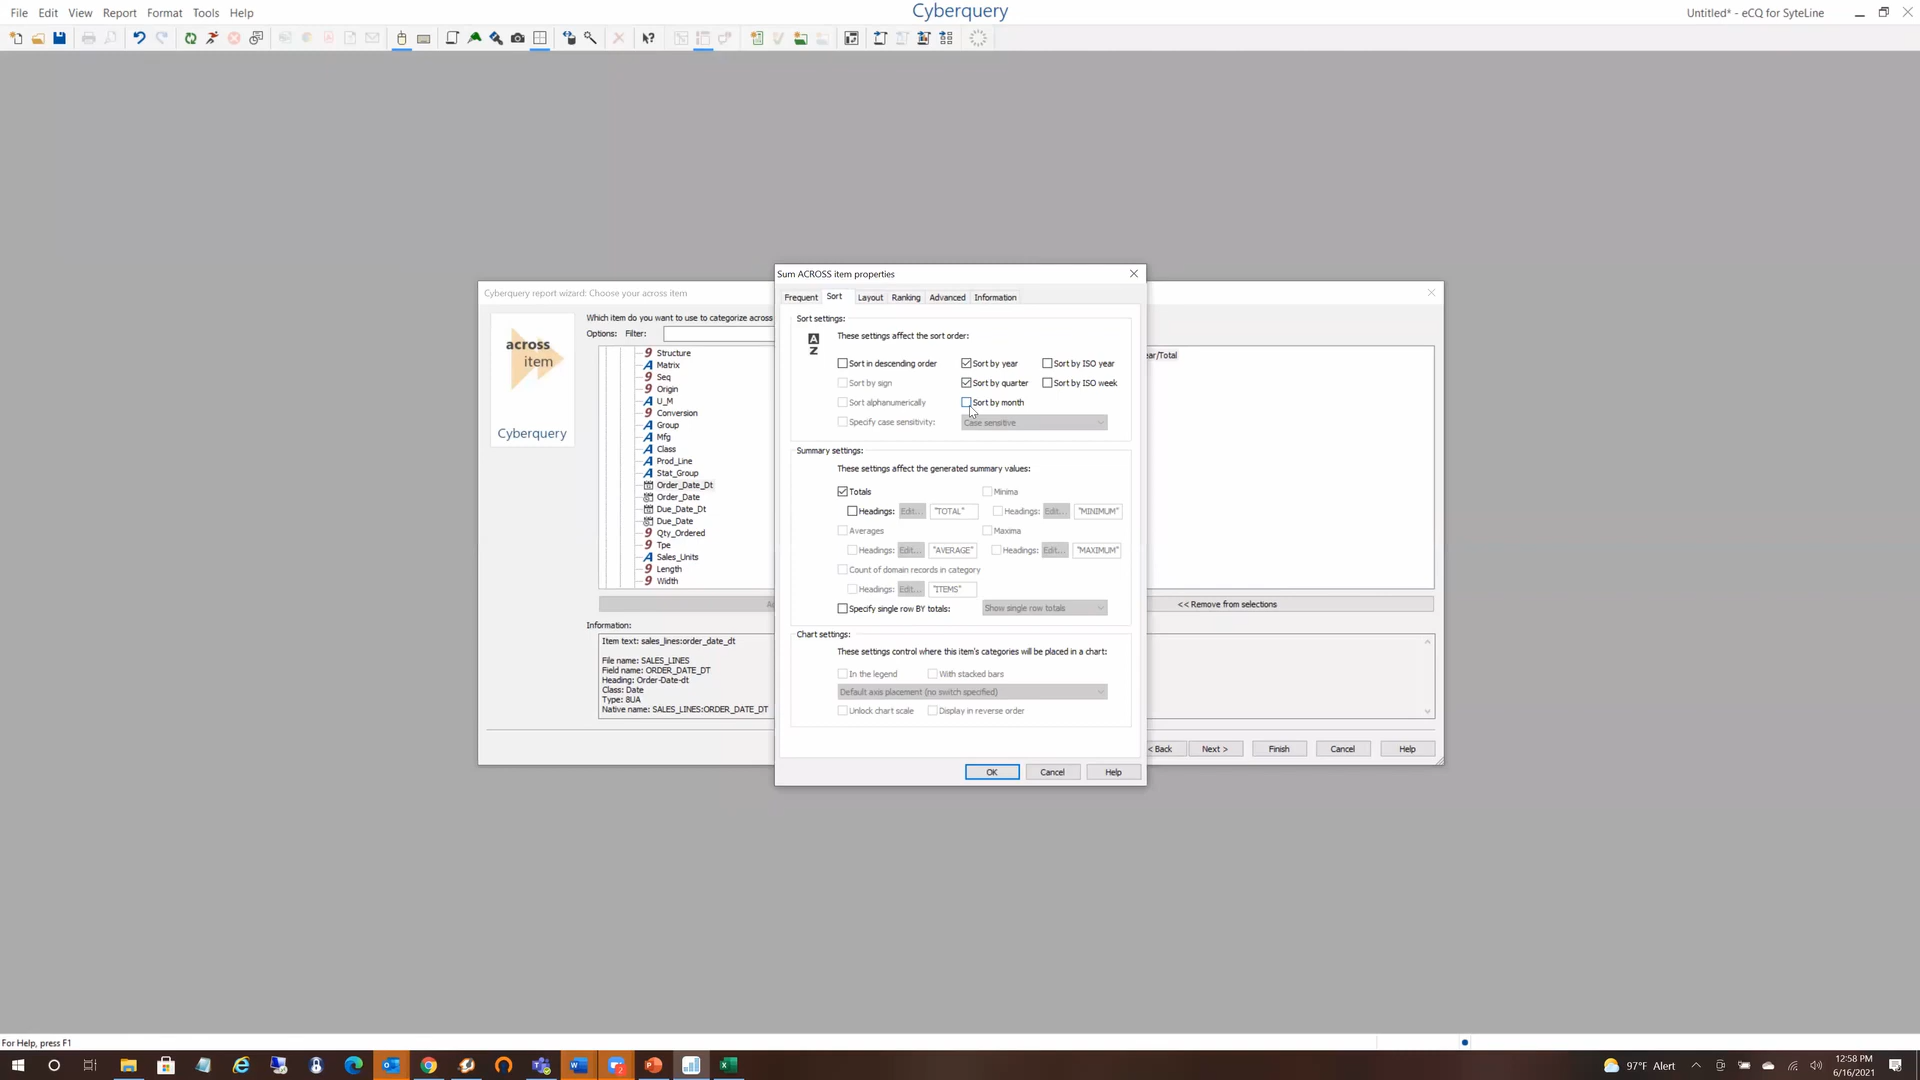 Cyberquery
Untitled* - eCQ for SyteLine
File Edit View Report Format Tools Help
Sum ACROSS item properties
Cyberquery report wizard: Choose your across item
Frequent Sort Layout Ranking Advanced Information
Which item do you want to use to categorize across
Options: Filter:
across
item
Cyberquery
Structure
Matrix
Seq
Origin
U_M
Conversion
Group
Mfg
Class
Prod_Line
Stat_Group
Order_Date_Dt
Order_Date
Due_Date_Dt
Due_Date
Qty_Ordered
Tpe
Sales_Units
Length
Width
Sort settings:
A
Z
These settings affect the sort order:
Sort in descending order Sort by year Sort by ISO year
Sort by sign Sort by quarter Sort by ISO week
Sort alphanumerically Sort by month
Specify case sensitivity: Case sensitive
Summary settings:
These settings affect the generated summary values:
Totals Minima
Headings: Edit... "TOTAL" Headings: Edit... "MINIMUM"
Averages Maxima
Headings: Edit... "AVERAGE" Headings: Edit... "MAXIMUM"
Count of domain records in category
Headings: Edit... "ITEMS"
Specify single row BY totals: Show single row totals
Chart settings:
These settings control where this item's categories will be placed in a chart:
In the legend With stacked bars
Default axis placement (no switch specified)
Unlock chart scale Display in reverse order
OK Cancel Help
ear/Total
<< Remove from selections
Information:
Item text: sales_lines:order_date_dt
File name: SALES_LINES
Field name: ORDER_DATE_DT
Heading: Order-Date-dt
Class: Date
Type: 8UA
Native name: SALES_LINES:ORDER_DATE_DT
< Back Next > Finish Cancel Help
For Help, press F1
97°F Alert
12:58 PM
6/16/2021